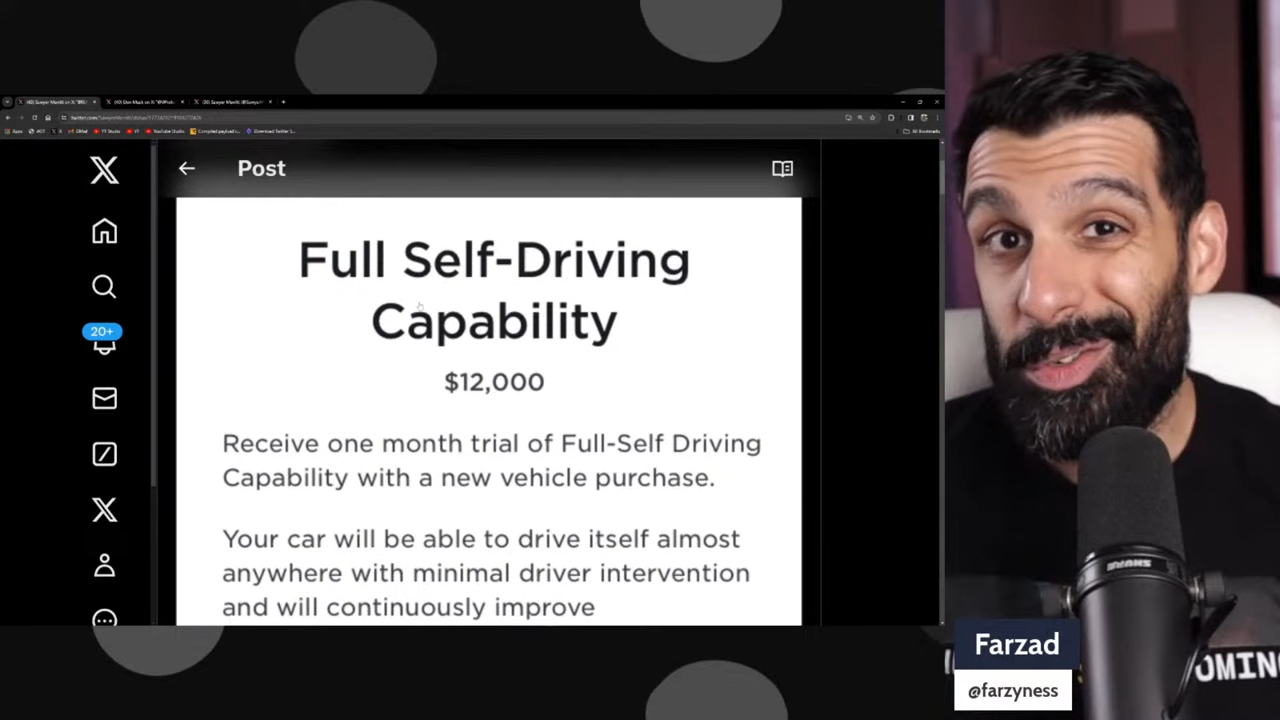 Post
20+
Full Self-Driving
Capability
$12,000
Receive one month trial of Full-Self Driving
Capability with a new vehicle purchase.
Your car will be able to drive itself almost
anywhere with minimal driver intervention
and will continuously improve
SHURE
Farzad
@farzyness
OMIN